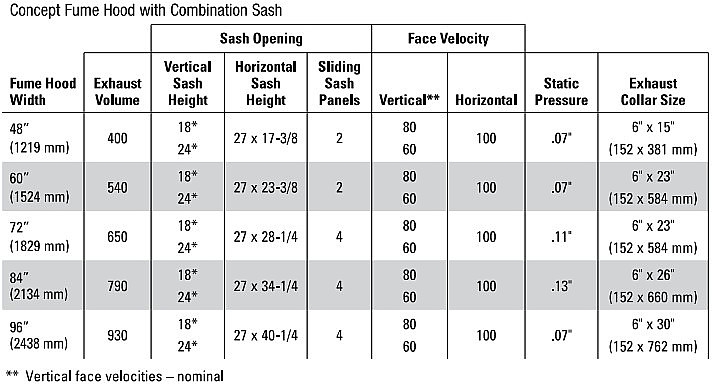 Concept Fume Hood with Combination Sash
Sash Opening Face Velocity
Fume Hood Width Exhaust Volume Vertical Sash Height Horizontal Sash Height Sliding Sash Panels Vertical** Horizontal Static Pressure Exhaust Collar Size
48" 18* 80 6" x 15"
400 27 x 17-3/8 2 100 .07"
(1219 mm) 24* 60 (152 x 381 mm)
60" 18* 80 6" x 23"
540 27 x 23-3/8 2 100 .07"
(1524 mm) 24* 60 (152 x 584 mm)
72" 18* 80 6" x 23"
650 27 x 28-1/4 4 100 .11"
(1829 mm) 24* 60 (152 x 584 mm)
84" 18* 80 6" x 26"
790 27 x 34-1/4 4 100 .13"
(2134 mm) 24* 60 (152 x 660 mm)
96" 18* 80 6" x 30"
930 27 x 40-1/4 4 100 .07"
(2438 mm) 24* 60 (152 x 762 mm)
** Vertical face velocities – nominal